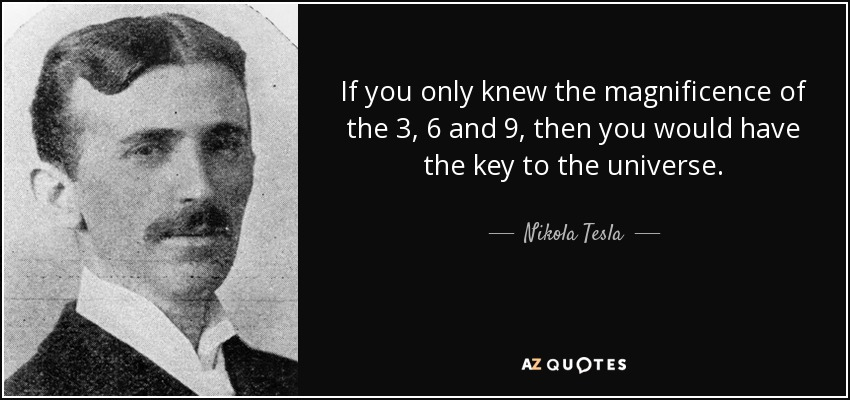 If you only knew the magnificence of
the 3, 6 and 9, then you would have
the key to the universe.
Nikola Tesla
AZ QUOTES